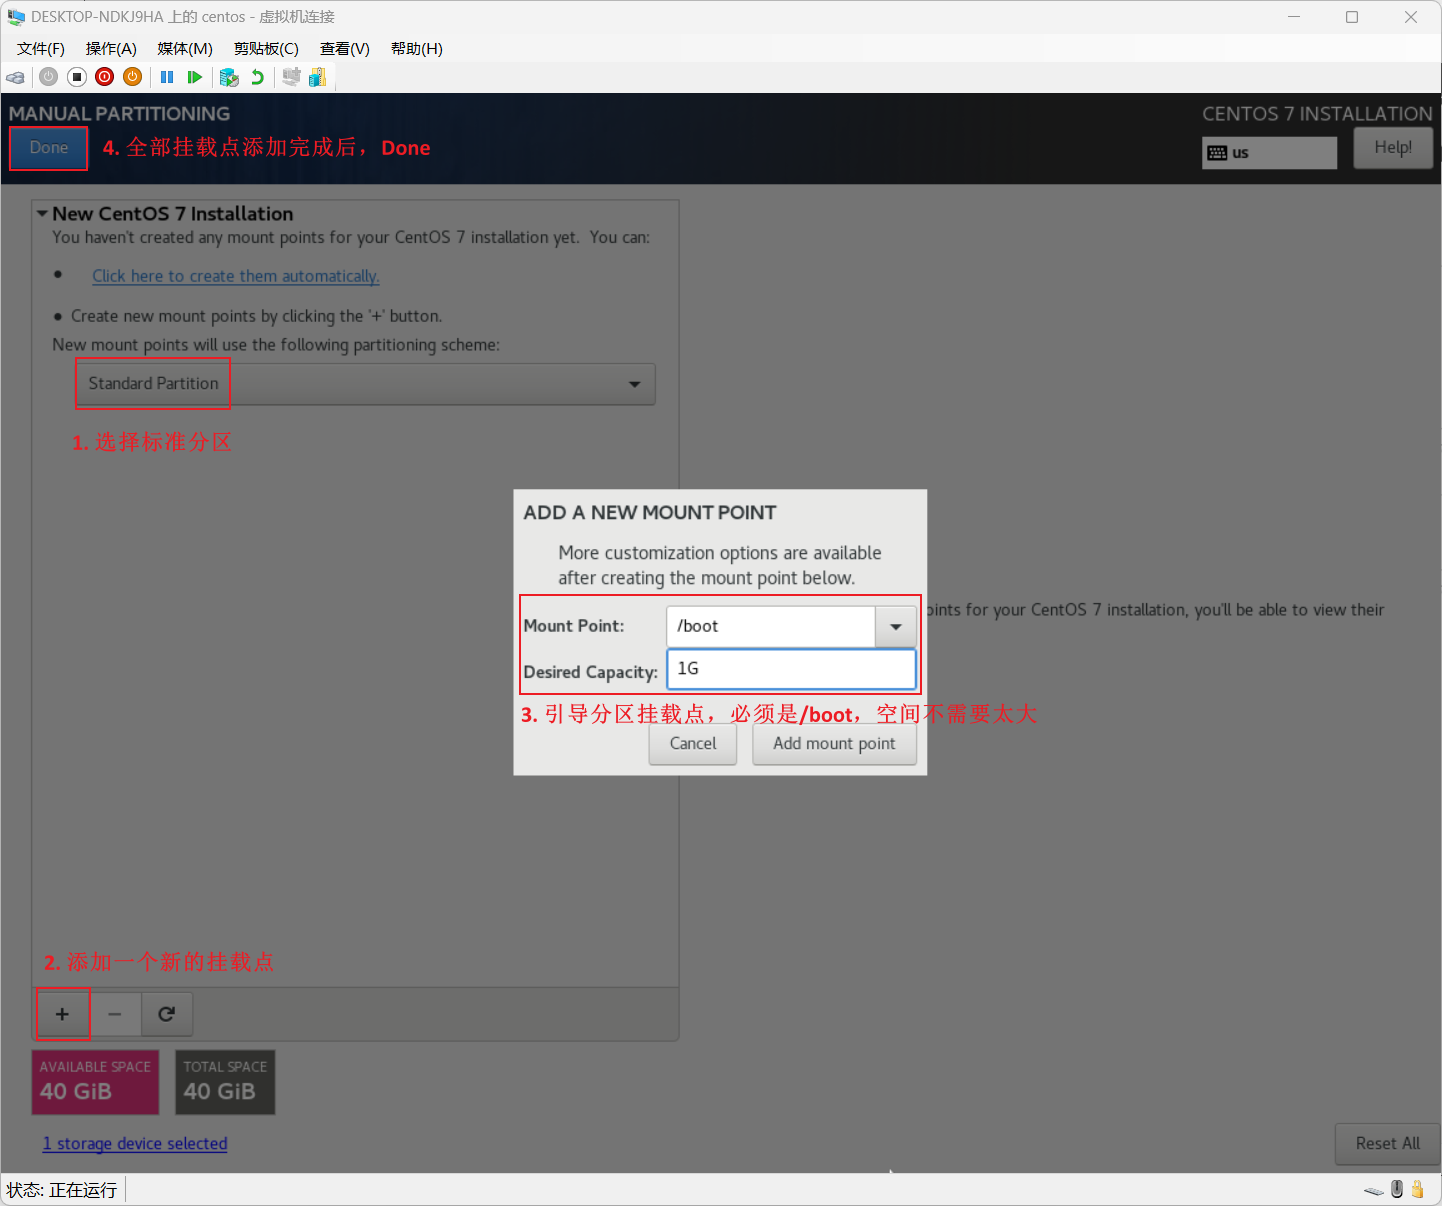 DESKTOP-NDKJ9HA 上的 centos - 虚拟机连接
文件(F) 操作(A) 媒体(M) 剪贴板(C) 查看(V) 帮助(H)
MANUAL PARTITIONING
CENTOS 7 INSTALLATION
Done
4. 全部挂载点添加完成后，Done
us
Help!
New CentOS 7 Installation
You haven't created any mount points for your CentOS 7 installation yet. You can:
• Click here to create them automatically.
• Create new mount points by clicking the '+' button.
New mount points will use the following partitioning scheme:
Standard Partition
1. 选择标准分区
ADD A NEW MOUNT POINT
More customization options are available
after creating the mount point below.
oints for your CentOS 7 installation, you'll be able to view their
Mount Point: /boot
Desired Capacity: 1G
3. 引导分区挂载点，必须是/boot，空间不需要太大
Cancel
Add mount point
2. 添加一个新的挂载点
+ −
AVAILABLE SPACE
40 GiB
TOTAL SPACE
40 GiB
1 storage device selected
Reset All
状态: 正在运行